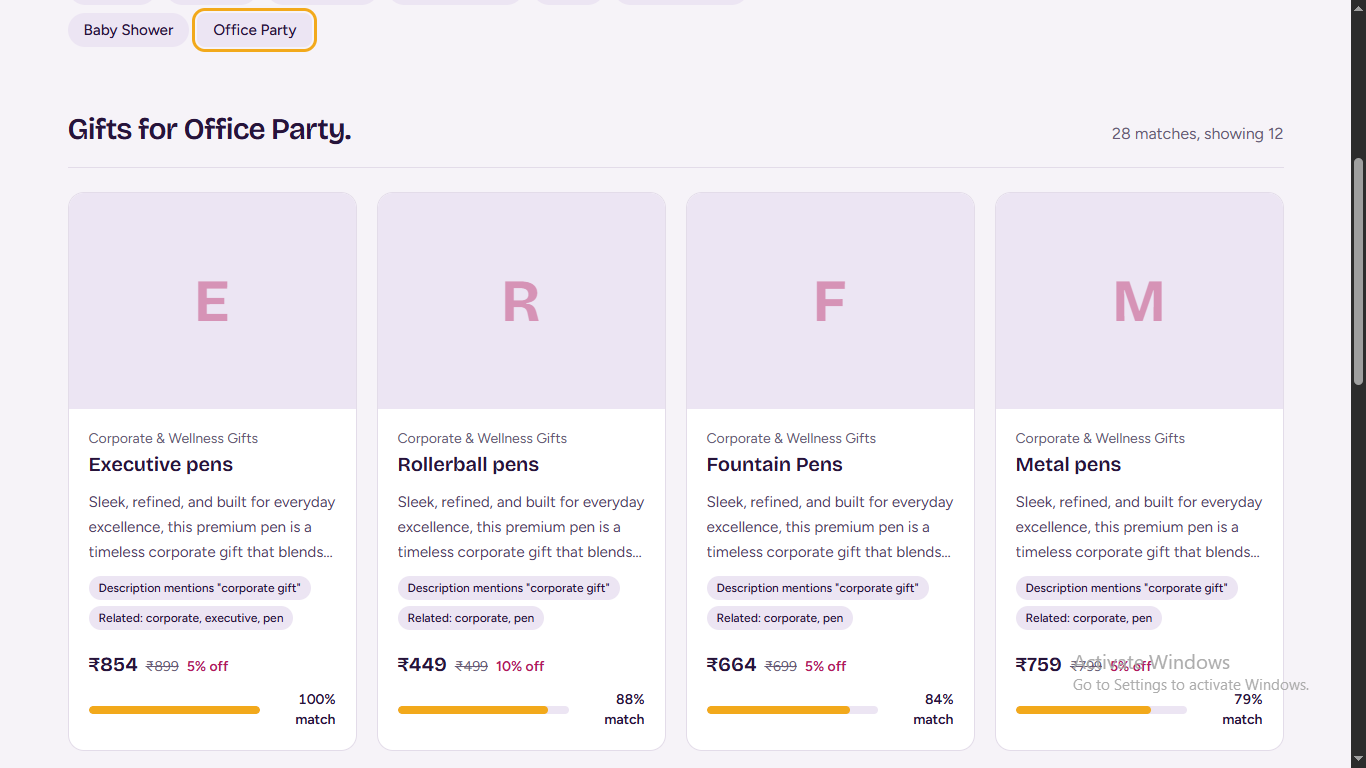 Baby Shower
Office Party
Gifts for Office Party.
28 matches, showing 12
E
R
F
M
Corporate & Wellness Gifts
Executive pens
Sleek, refined, and built for everyday
excellence, this premium pen is a
timeless corporate gift that blends...
Description mentions "corporate gift"
Related: corporate, executive, pen
₹854 ₹899 5% off
100%
match
Corporate & Wellness Gifts
Rollerball pens
Sleek, refined, and built for everyday
excellence, this premium pen is a
timeless corporate gift that blends...
Description mentions "corporate gift"
Related: corporate, pen
₹449 ₹499 10% off
88%
match
Corporate & Wellness Gifts
Fountain Pens
Sleek, refined, and built for everyday
excellence, this premium pen is a
timeless corporate gift that blends...
Description mentions "corporate gift"
Related: corporate, pen
₹664 ₹699 5% off
84%
match
Corporate & Wellness Gifts
Metal pens
Sleek, refined, and built for everyday
excellence, this premium pen is a
timeless corporate gift that blends...
Description mentions "corporate gift"
Related: corporate, pen
₹759 ₹799 5% off
79%
match
Activate Windows
Go to Settings to activate Windows.